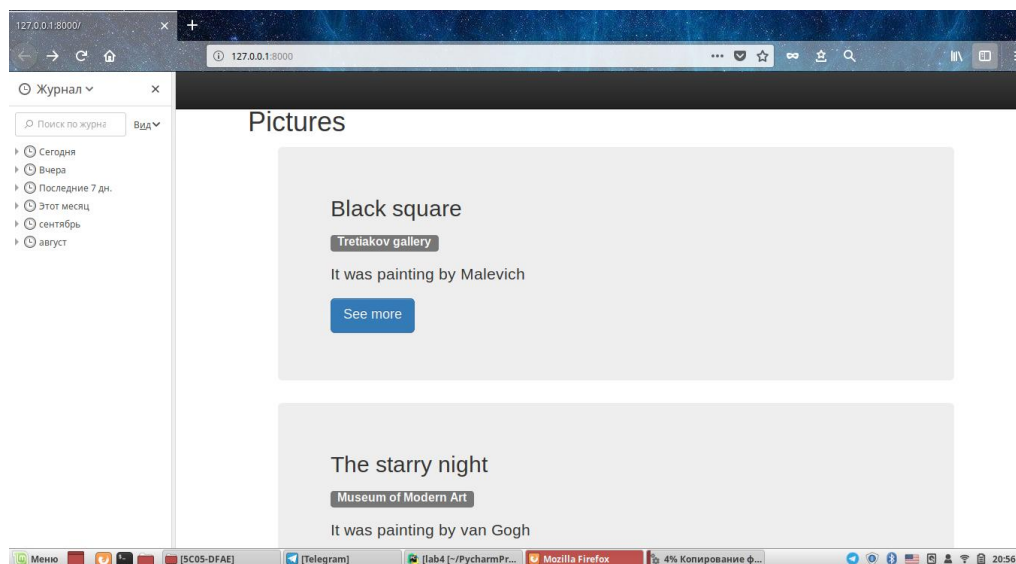 127.0.0.1:8000/
127.0.0.1:8000
Журнал
Поиск по журна
Вид
Сегодня
Вчера
Последние 7 дн.
Этот месяц
сентябрь
август
Pictures
Black square
Tretiakov gallery
It was painting by Malevich
See more
The starry night
Museum of Modern Art
It was painting by van Gogh
Меню [5C05-DFAE] [Telegram] [lab4 [~/PycharmPr... Mozilla Firefox 4% Копирование ф... 20:56